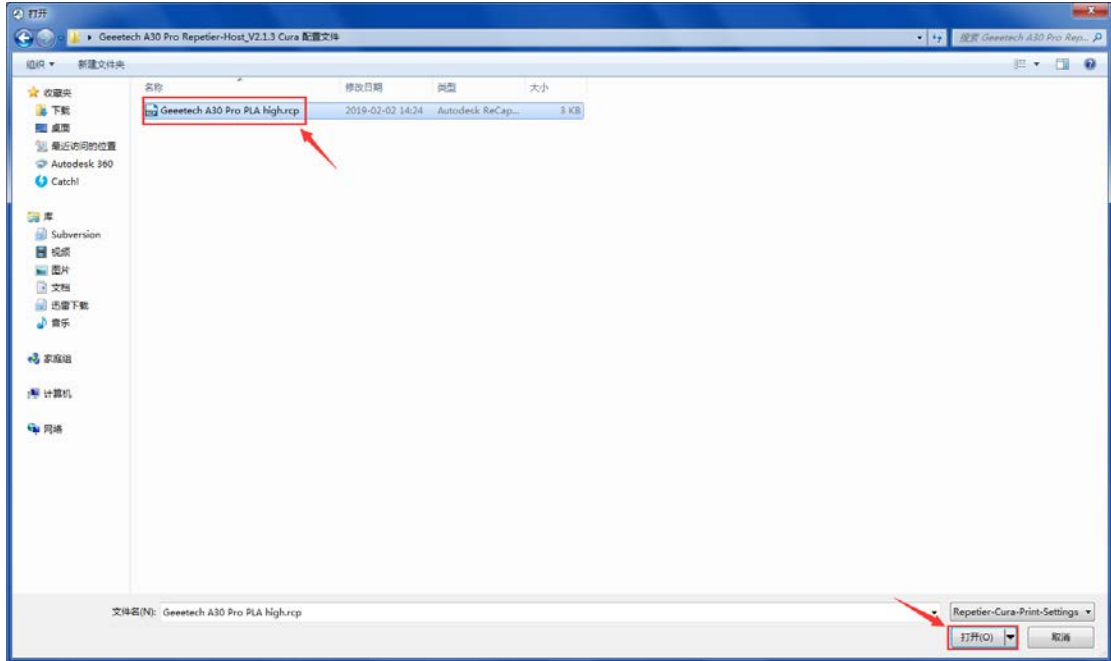 打开
Geeetech A30 Pro Repetier-Host_V2.1.3 Cura 配置文件
搜索 Geeetech A30 Pro Rep...
组织 新建文件夹
收藏夹
下载
桌面
最近访问的位置
Autodesk 360
Catch!
库
Subversion
视频
图片
文档
迅雷下载
音乐
家庭组
计算机
网络
名称 修改日期 类型 大小
Geeetech A30 Pro PLA high.rcp 2019-02-02 14:24 Autodesk ReCap... 3 KB
文件名(N): Geeetech A30 Pro PLA high.rcp
Repetier-Cura-Print-Settings
打开(O) 取消